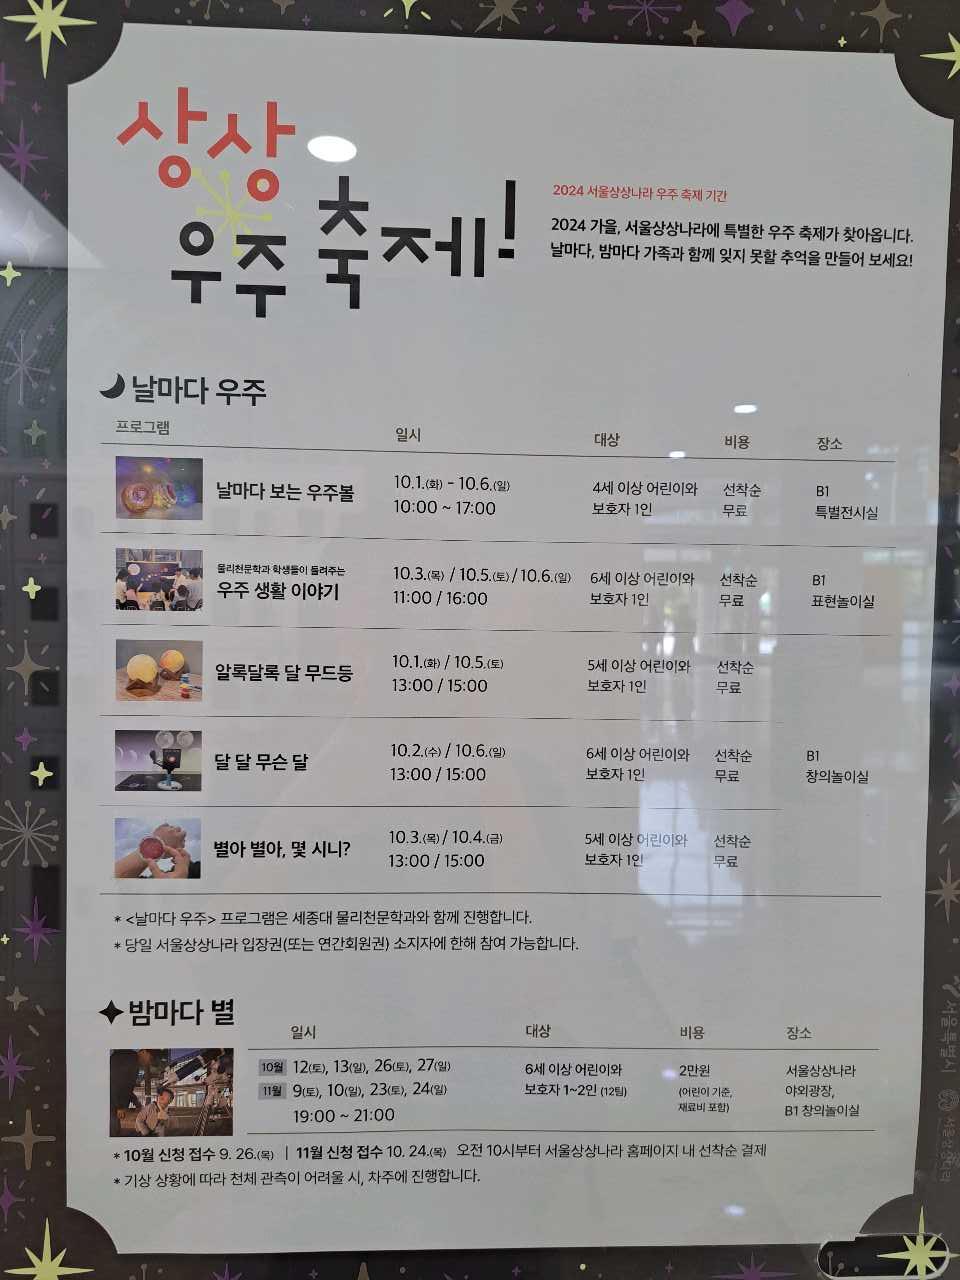 상상
우주 축제!
2024 서울상상나라 우주 축제 기간
2024 가을, 서울상상나라에 특별한 우주 축제가 찾아옵니다.
날마다, 밤마다 가족과 함께 잊지 못할 추억을 만들어 보세요!
날마다 우주
프로그램 일시 대상 비용 장소
날마다 보는 우주볼
10.1.(화) - 10.6.(일)
10:00 ~ 17:00
4세 이상 어린이와
보호자 1인
선착순
무료
B1
특별전시실
물리천문학과 학생들이 들려주는
우주 생활 이야기
10.3.(목) / 10.5.(토) / 10.6.(일)
11:00 / 16:00
6세 이상 어린이와
보호자 1인
선착순
무료
B1
표현놀이실
알록달록 달 무드등
10.1.(화) / 10.5.(토)
13:00 / 15:00
5세 이상 어린이와
보호자 1인
선착순
무료
달 달 무슨 달
10.2.(수) / 10.6.(일)
13:00 / 15:00
6세 이상 어린이와
보호자 1인
선착순
무료
B1
창의놀이실
별아 별아, 몇 시니?
10.3.(목) / 10.4.(금)
13:00 / 15:00
5세 이상 어린이와
보호자 1인
선착순
무료
* <날마다 우주> 프로그램은 세종대 물리천문학과와 함께 진행합니다.
* 당일 서울상상나라 입장권(또는 연간회원권) 소지자에 한해 참여 가능합니다.
밤마다 별
일시 대상 비용 장소
10월 12(토), 13(일), 26(토), 27(일)
11월 9(토), 10(일), 23(토), 24(일)
19:00 ~ 21:00
6세 이상 어린이와
보호자 1~2인 (12팀)
2만원
(어린이 기준,
재료비 포함)
서울상상나라
야외광장,
B1 창의놀이실
* 10월 신청 접수 9. 26.(목) | 11월 신청 접수 10. 24.(목) 오전 10시부터 서울상상나라 홈페이지 내 선착순 결제
* 기상 상황에 따라 천체 관측이 어려울 시, 차주에 진행합니다.
서울특별시
서울상상나라